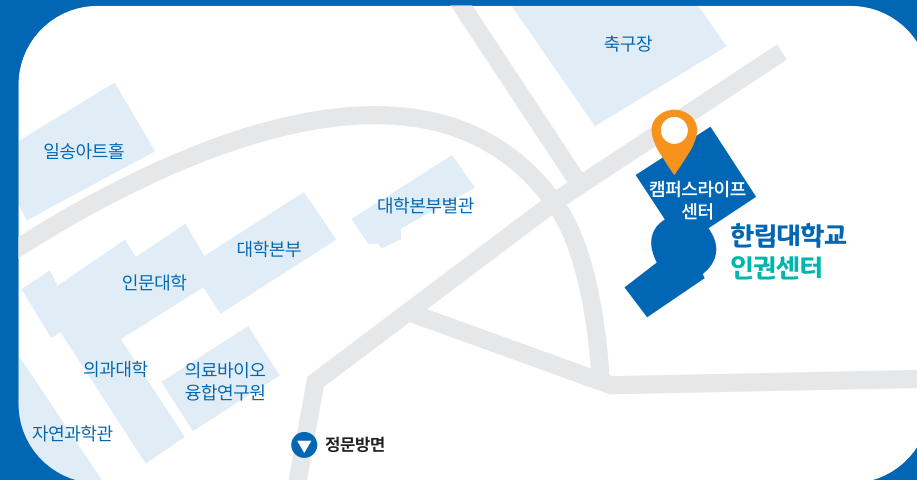 축구장
일송아트홀
캠퍼스라이프
센터
대학본부별관
한림대학교
인권센터
대학본부
인문대학
의과대학
의료바이오
융합연구원
자연과학관
정문방면